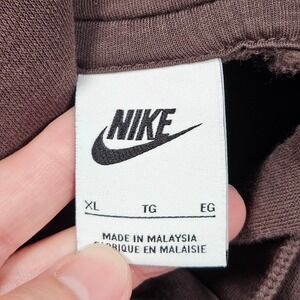 NIKE
XL TG EG
MADE IN MALAYSIA
FABRIQUE EN MALAISIE